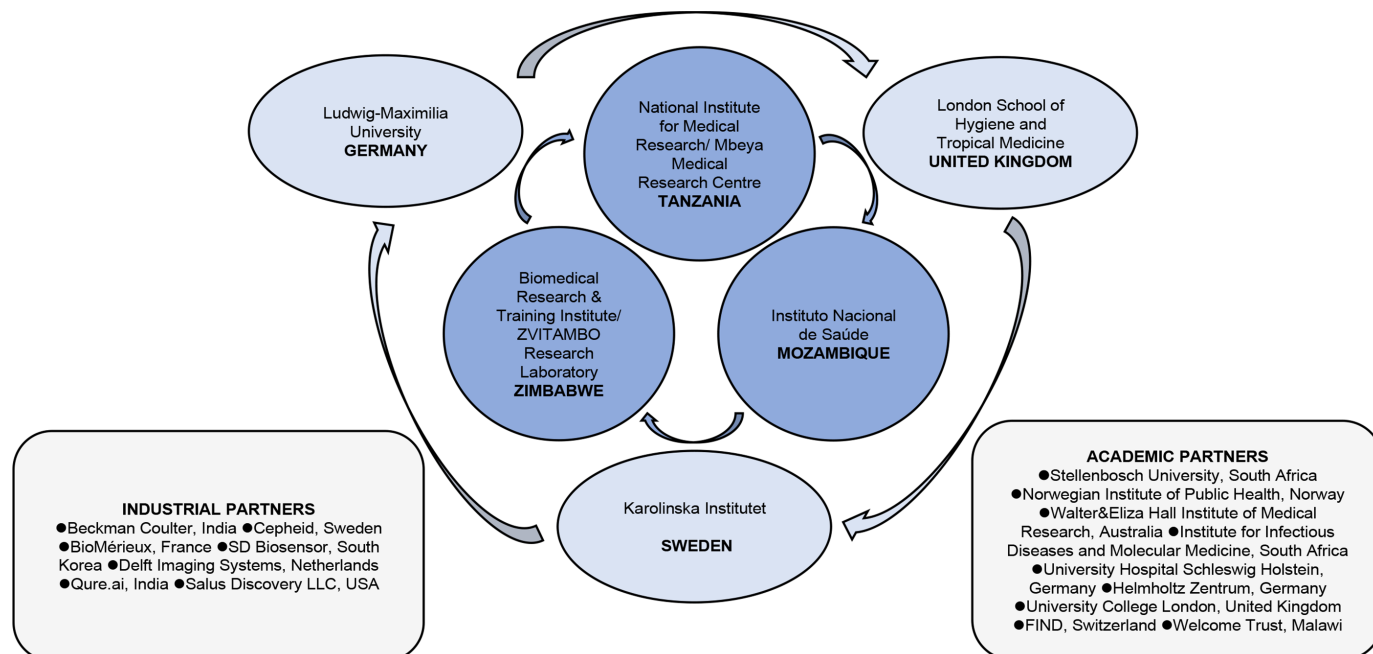 Ludwig-Maximilia
University
GERMANY
National Institute
for Medical
Research/ Mbeya
Medical
Research Centre
TANZANIA
London School of
Hygiene and
Tropical Medicine
UNITED KINGDOM
Biomedical
Research &
Training Institute/
ZVITAMBO
Research
Laboratory
ZIMBABWE
Instituto Nacional
de Saúde
MOZAMBIQUE
Karolinska Institutet
SWEDEN
INDUSTRIAL PARTNERS
●Beckman Coulter, India ●Cepheid, Sweden
●BioMérieux, France ●SD Biosensor, South
Korea ●Delft Imaging Systems, Netherlands
●Qure.ai, India ●Salus Discovery LLC, USA
ACADEMIC PARTNERS
●Stellenbosch University, South Africa
●Norwegian Institute of Public Health, Norway
●Walter&Eliza Hall Institute of Medical
Research, Australia ●Institute for Infectious
Diseases and Molecular Medicine, South Africa
●University Hospital Schleswig Holstein,
Germany ●Helmholtz Zentrum, Germany
●University College London, United Kingdom
●FIND, Switzerland ●Welcome Trust, Malawi